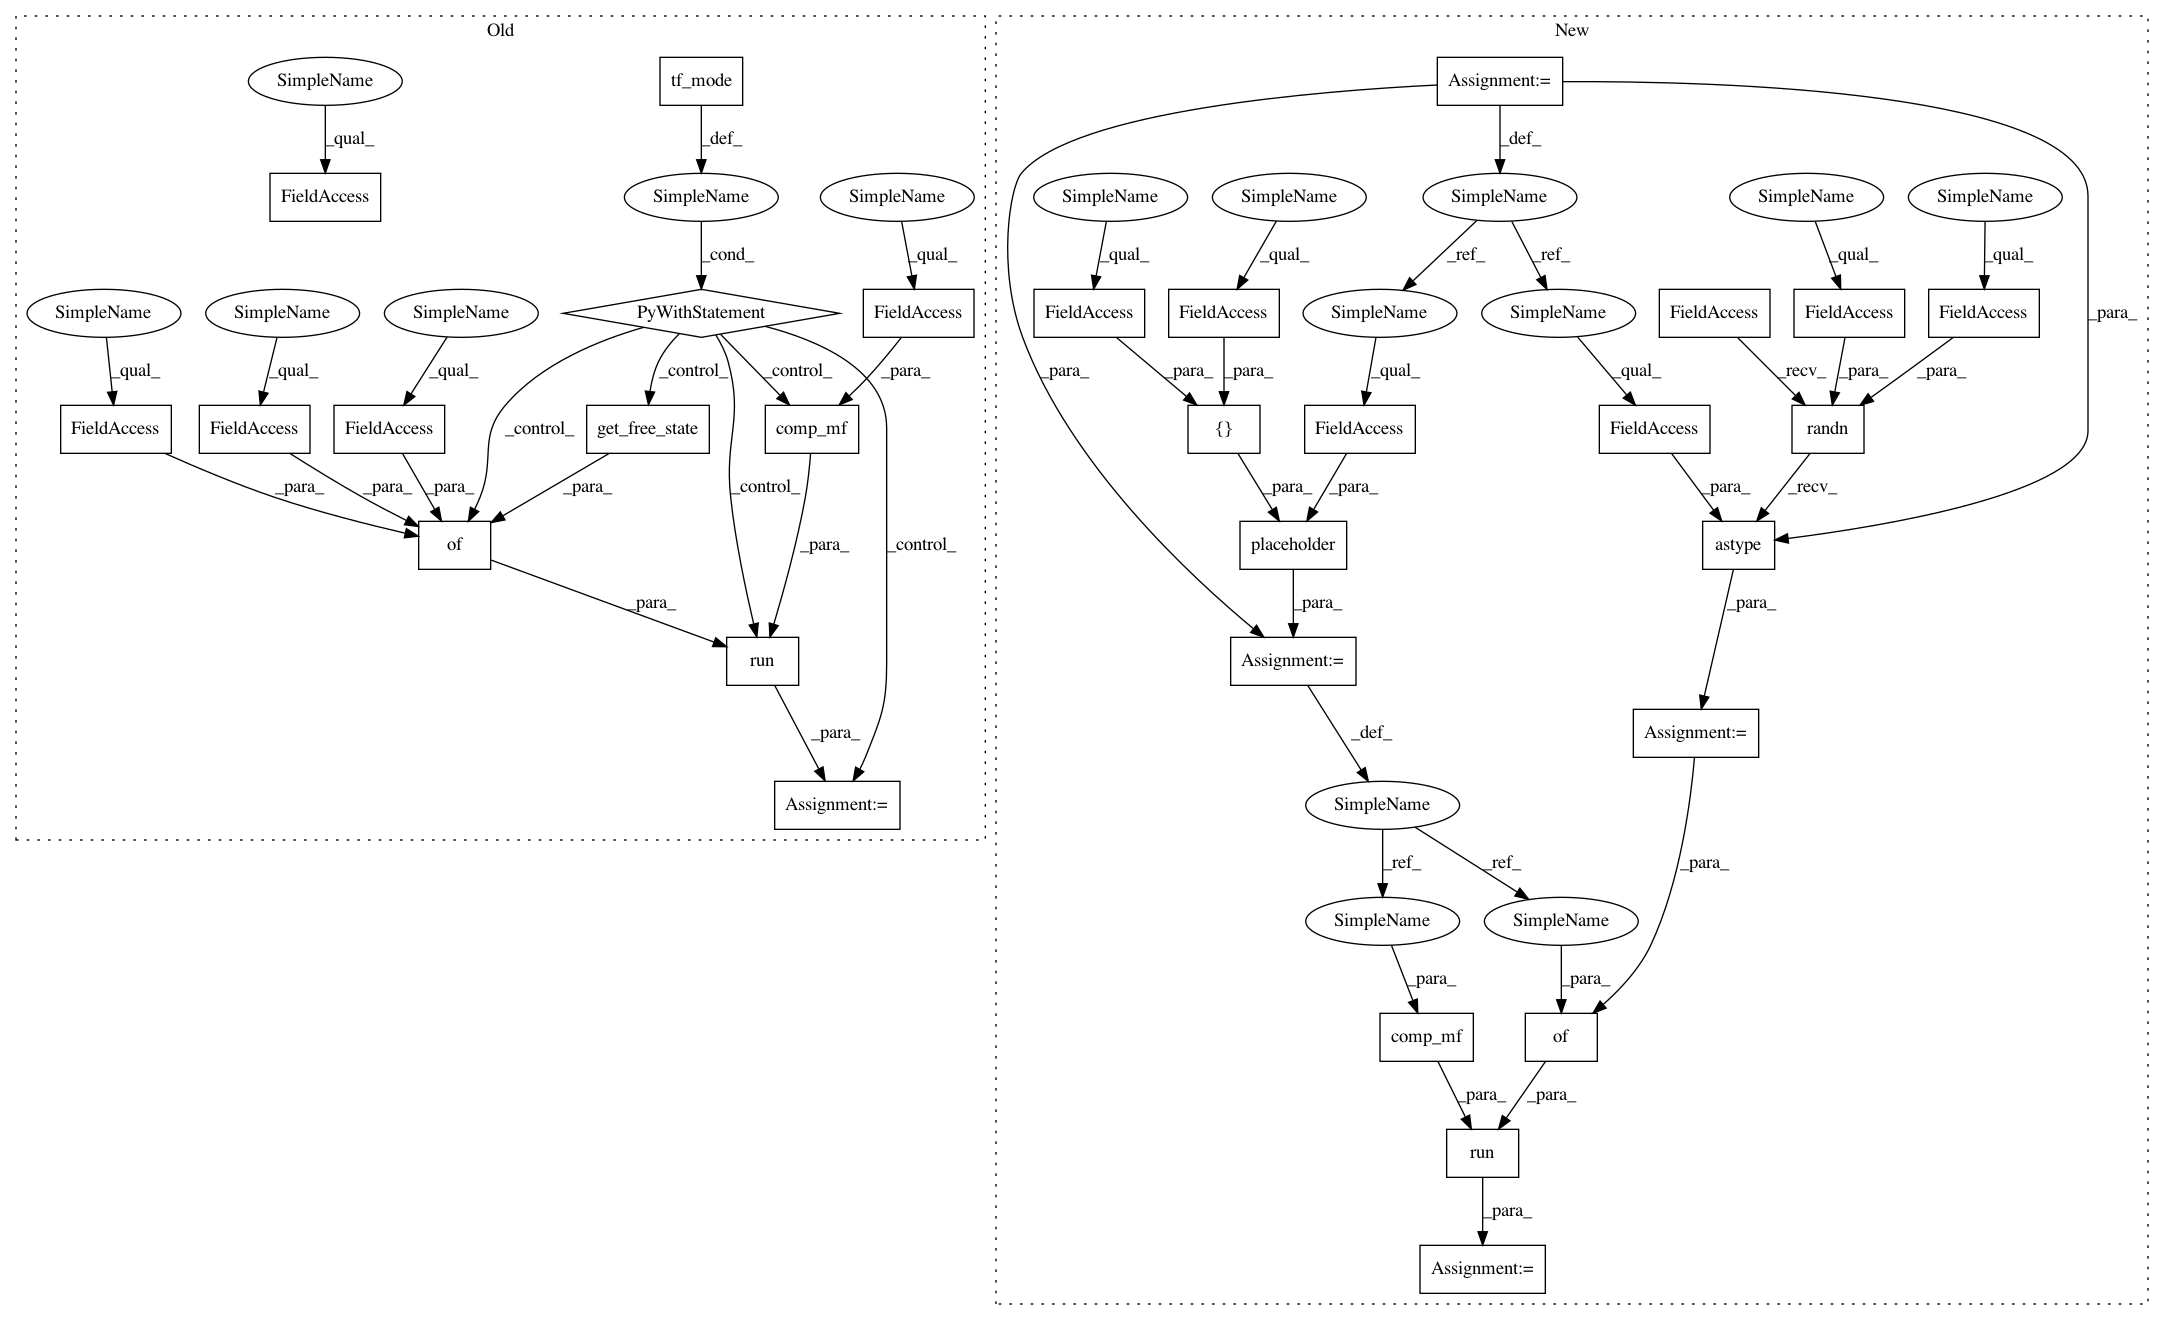 Old
New
SimpleName
tf_mode
Assignment:=
_qual_
_def_
_def_
FieldAccess
SimpleName
SimpleName
SimpleName
SimpleName
SimpleName
SimpleName
SimpleName
_cond_
_qual_
_qual_
_qual_
_ref_
_ref_
_qual_
_qual_
_para_
SimpleName
SimpleName
SimpleName
PyWithStatement
FieldAccess
FieldAccess
FieldAccess
SimpleName
SimpleName
FieldAccess
FieldAccess
FieldAccess
_qual_
_qual_
_qual_
_control_
_control_
_para_
_para_
_para_
_para_
_qual_
_qual_
_recv_
_para_
_para_
FieldAccess
FieldAccess
FieldAccess
_control_
get_free_state
comp_mf
{}
FieldAccess
FieldAccess
randn
_para_
_para_
_para_
_para_
_control_
_para_
_para_
_para_
_recv_
of
_para_
_control_
placeholder
astype
_para_
_para_
_para_
run
Assignment:=
_para_
_def_
Assignment:=
Assignment:=
SimpleName
_ref_
_ref_
_para_
SimpleName
SimpleName
_para_
_para_
comp_mf
of
_para_
_para_
run
_para_
Assignment:=